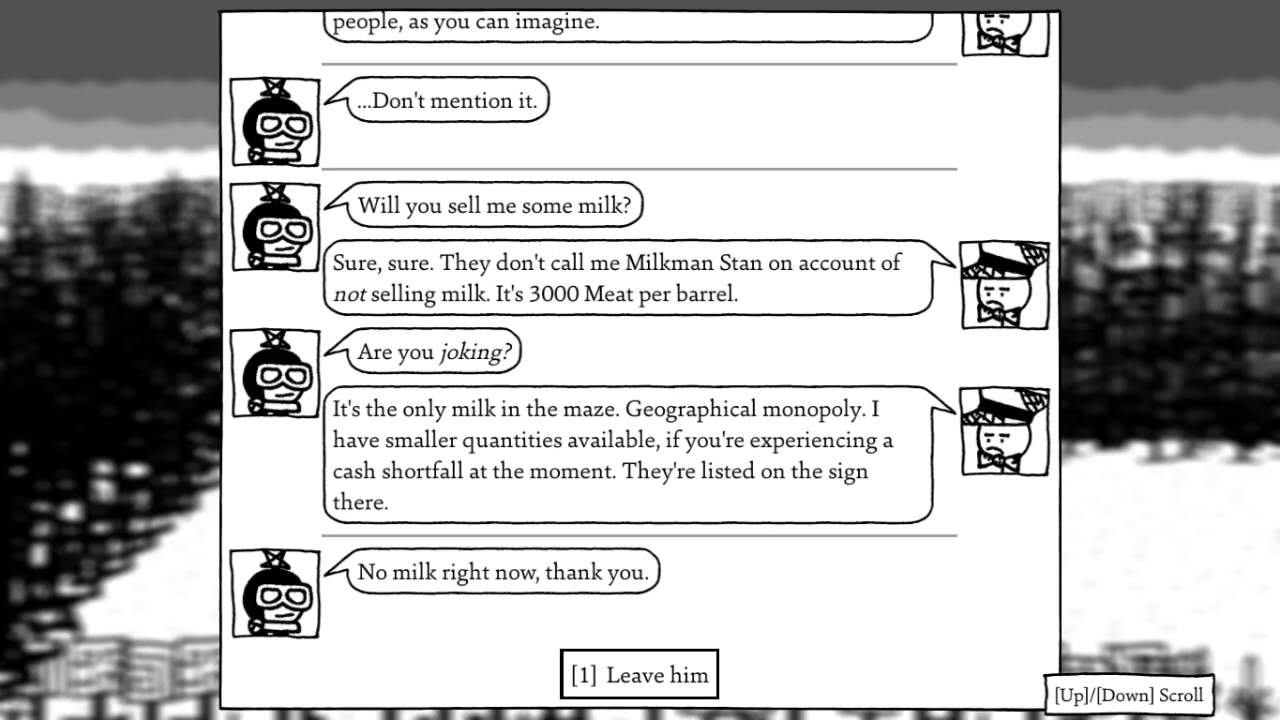 people, as you can imagine.
...Don't mention it.
Will you sell me some milk?
Sure, sure. They don't call me Milkman Stan on account of
not selling milk. It's 3000 Meat per barrel.
Are you joking?
It's the only milk in the maze. Geographical monopoly. I
have smaller quantities available, if you're experiencing a
cash shortfall at the moment. They're listed on the sign
there.
No milk right now, thank you.
[1] Leave him
[Up]/[Down] Scroll